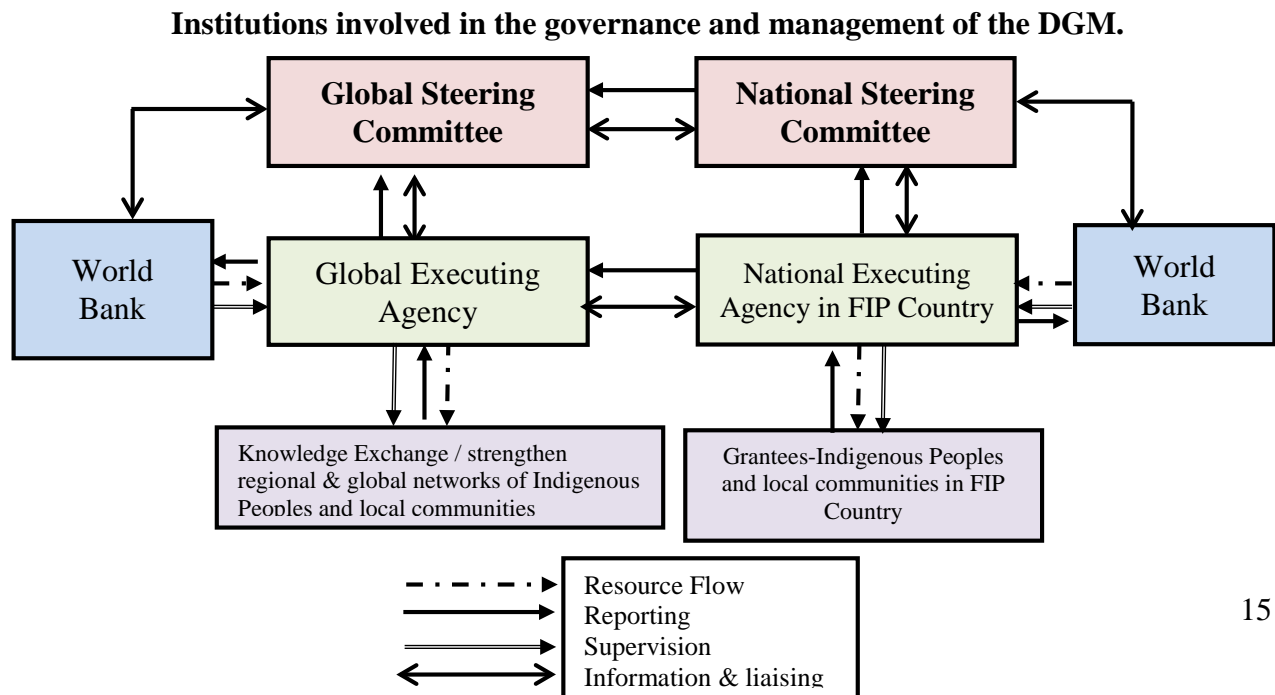 Institutions involved in the governance and management of the DGM.
Global Steering
Committee
National Steering
Committee
World
Bank
Global Executing
Agency
National Executing
Agency in FIP Country
World
Bank
Knowledge Exchange / strengthen
regional & global networks of Indigenous
Peoples and local communities
Grantees-Indigenous Peoples
and local communities in FIP
Country
Resource Flow
Reporting
Supervision
Information & liaising
15